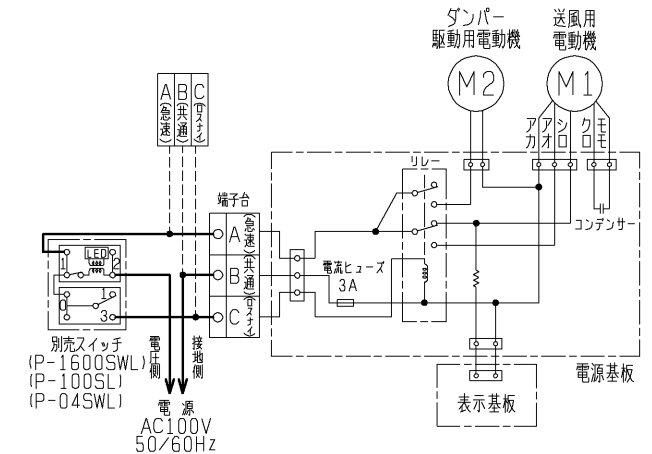 ダンパー
駆動用電動機
送風用
電動機
M2
M1
A(急速)
B(共通)
C(ロスナイ)
アカ
アオ
シロ
クロ
モモ
リレー
コンデンサー
端子台
A(急速)
B(共通)
C(ロスナイ)
電流ヒューズ
3A
LED
1
2
0
1
3
別売スイッチ
(P-1600SWL)
(P-100SL)
(P-04SWL)
電圧側
接地側
電源
AC100V
50/60Hz
電源基板
表示基板